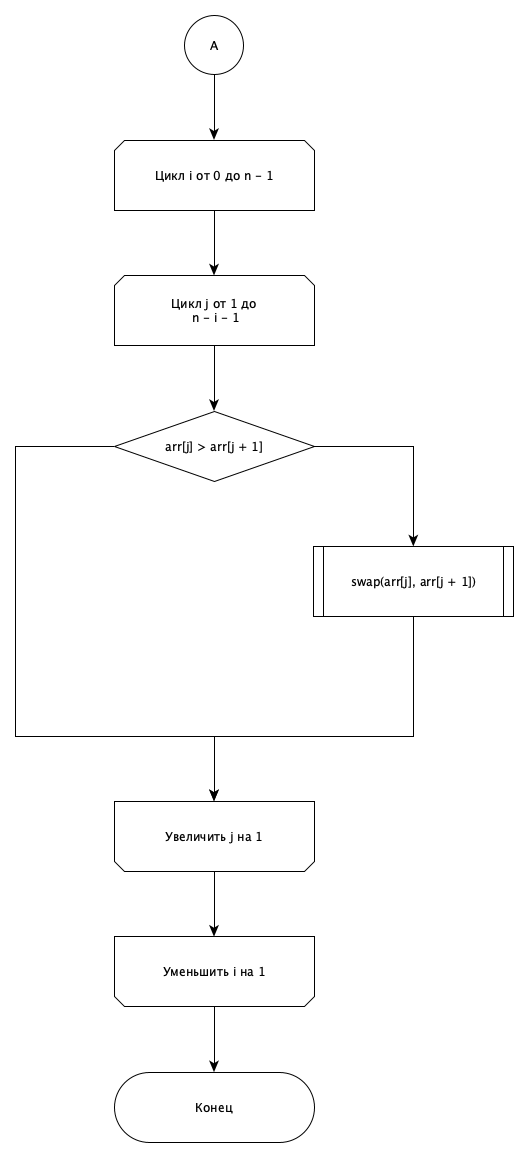 A
Цикл i от 0 до n – 1
Цикл j от 1 до
n – i – 1
arr[j] > arr[j + 1]
swap(arr[j], arr[j + 1])
Увеличить j на 1
Уменьшить i на 1
Конец